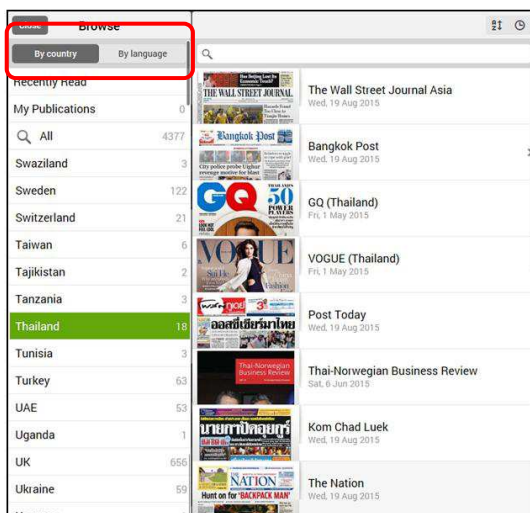 Close
Browse
By country
By language
Recently Read
My Publications 0
All 4377
Swaziland 3
Sweden 122
Switzerland 21
Taiwan 6
Tajikistan 2
Tanzania 3
Thailand 18
Tunisia 3
Turkey 63
UAE 53
Uganda 1
UK 656
Ukraine 59
THE WALL STREET JOURNAL
The Wall Street Journal Asia
Wed, 19 Aug 2015
Bangkok Post
City police probe Uighur
revenge motive for blast
Bangkok Post
Wed, 19 Aug 2015
GQ
50
POWER
PLAYERS
GQ (Thailand)
Fri, 1 May 2015
VOGUE
Fashion
VOGUE (Thailand)
Fri, 1 May 2015
Post Today
Wed, 19 Aug 2015
Thai-Norwegian
Business Review
Thai-Norwegian Business Review
Sat, 6 Jun 2015
Kom Chad Luek
Wed, 19 Aug 2015
NATION
Hunt on for 'BACKPACK MAN'
The Nation
Wed, 19 Aug 2015